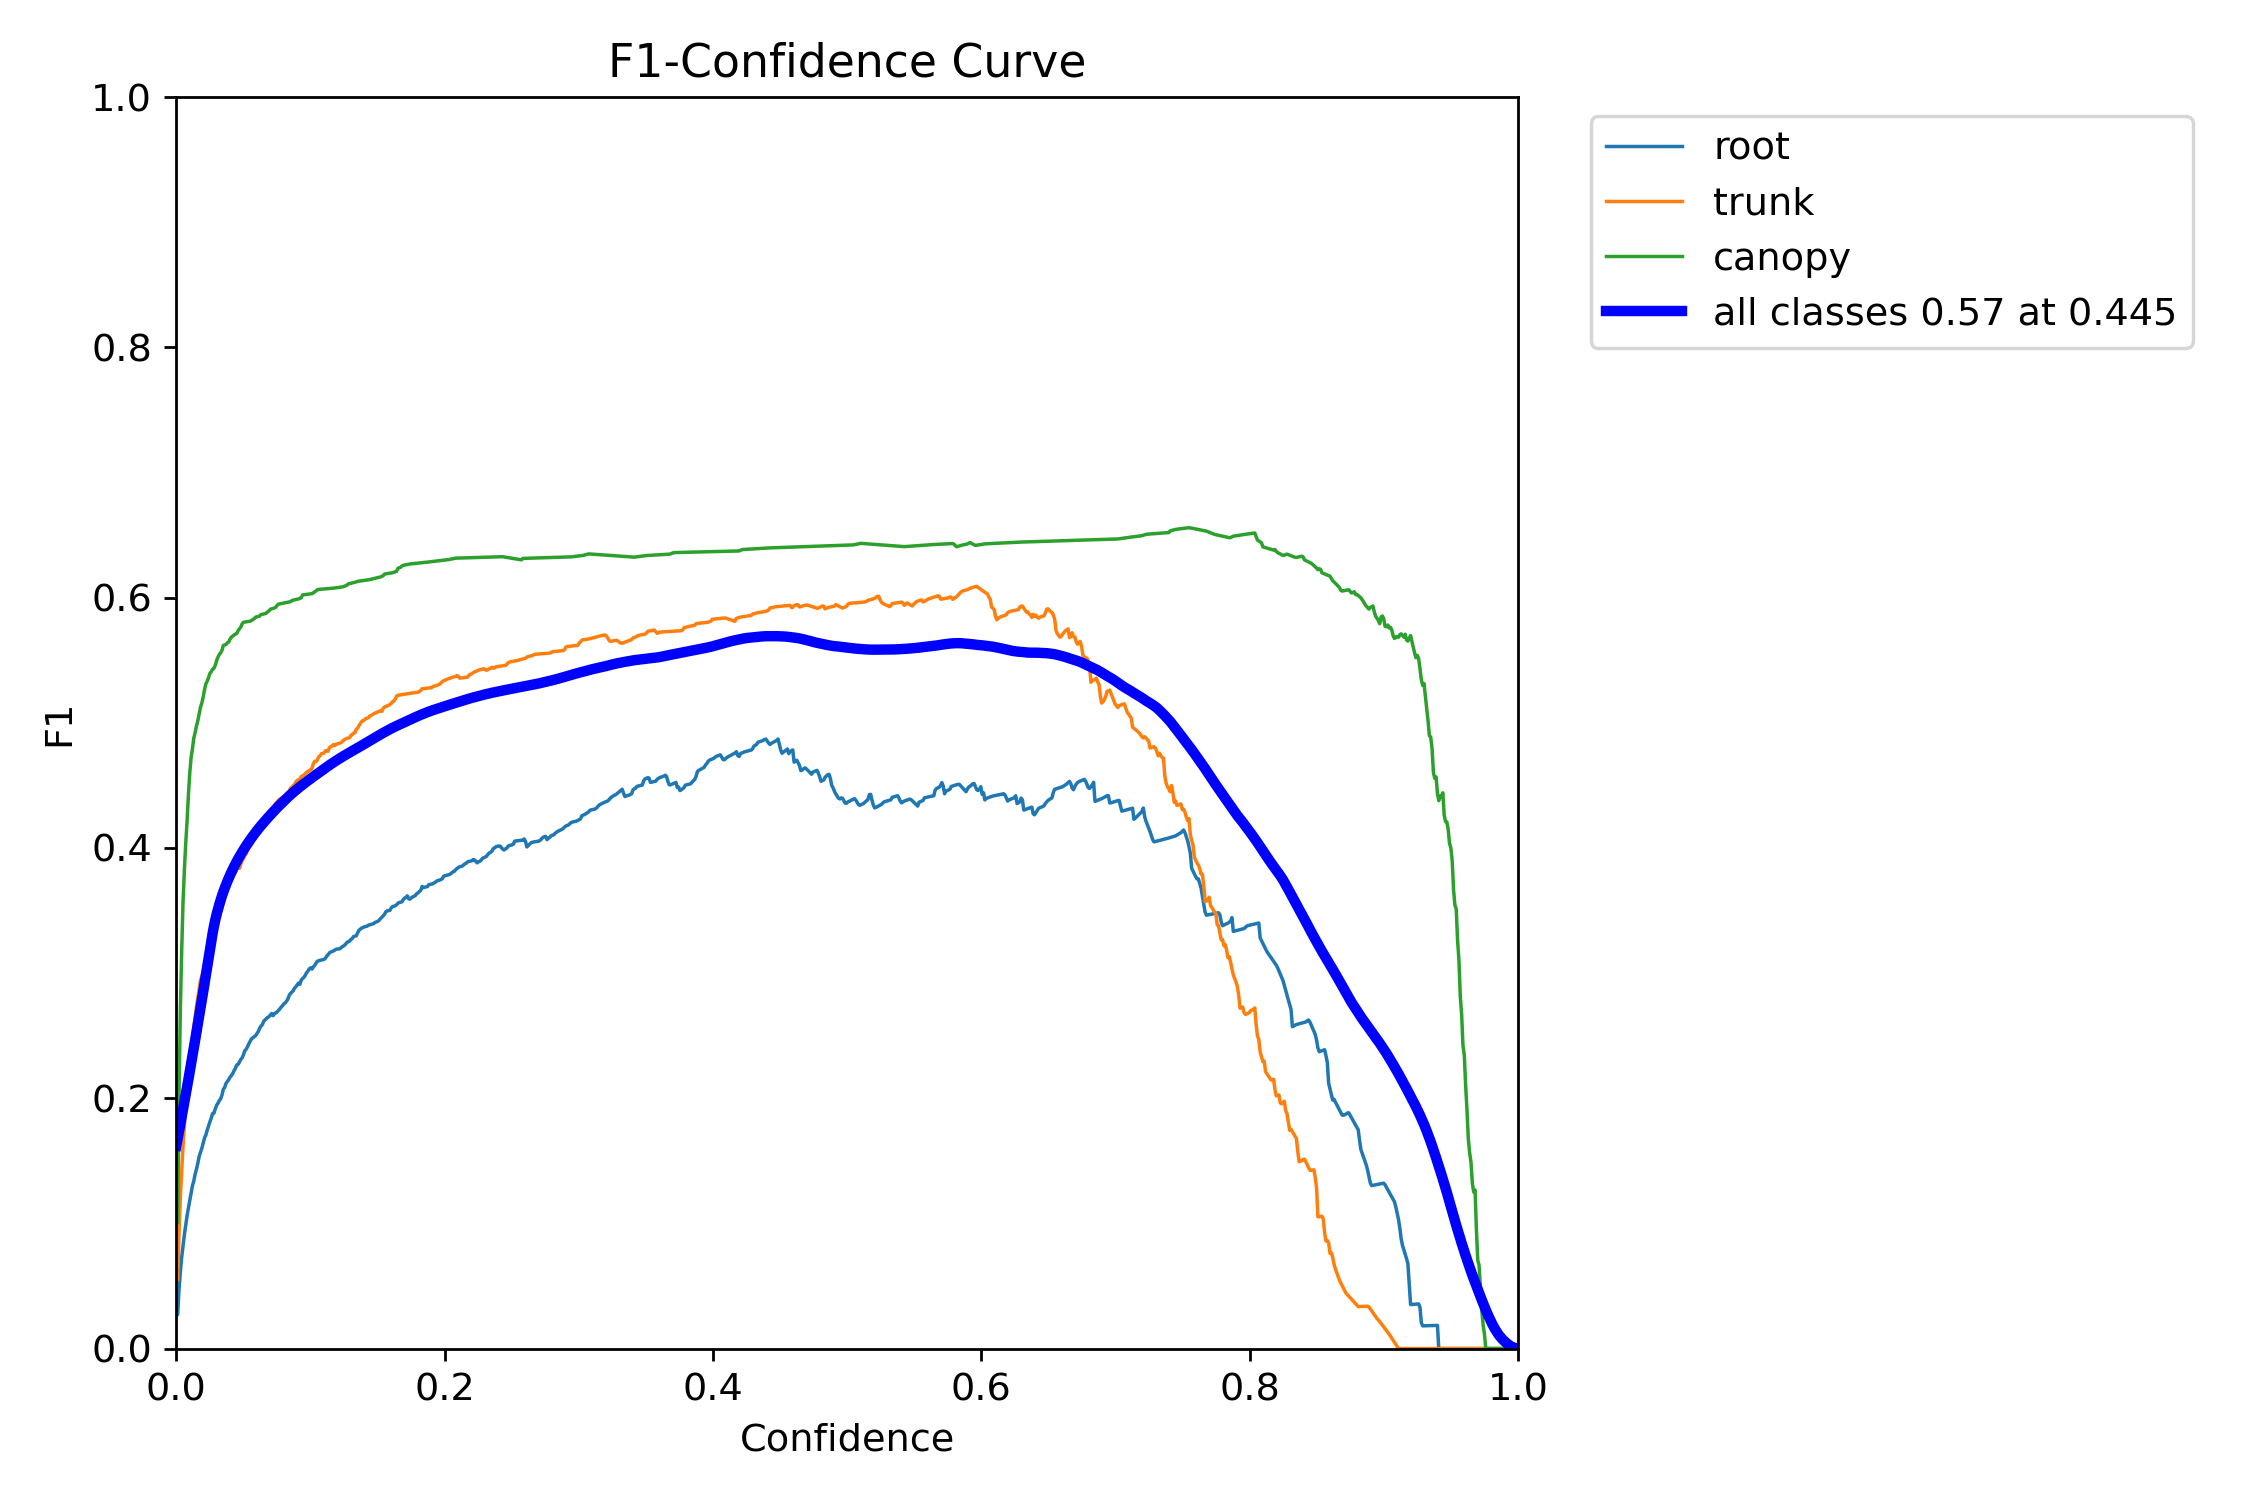 F1-Confidence Curve
1.0
0.8
0.6
0.4
0.2
0.0
F1
0.0 0.2 0.4 0.6 0.8 1.0
Confidence
root
trunk
canopy
all classes 0.57 at 0.445